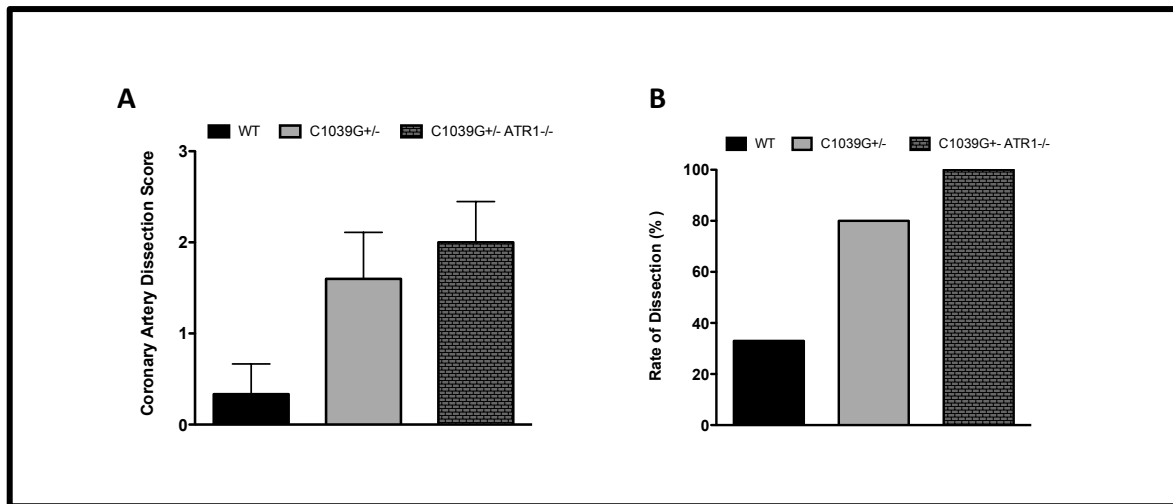 A
WT C1039G+/- C1039G+/- ATR1-/-
Coronary Artery Dissection Score
3
2
1
0
B
WT C1039G+/- C1039G+- ATR1-/-
Rate of Dissection (% )
100
80
60
40
20
0